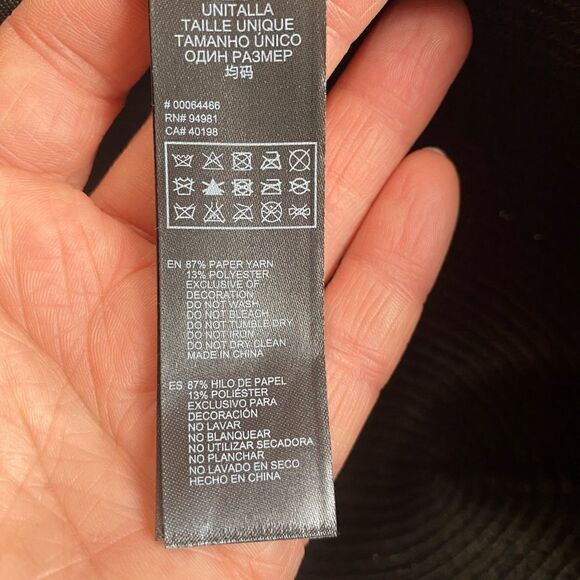 UNITALLA
TAILLE UNIQUE
TAMANHO ÚNICO
ОДИН РАЗМЕР
均码
# 00064466
RN# 94981
CA# 40198
EN 87% PAPER YARN
13% POLYESTER
EXCLUSIVE OF
DECORATION
DO NOT WASH
DO NOT BLEACH
DO NOT TUMBLE DRY
DO NOT IRON
DO NOT DRY CLEAN
MADE IN CHINA
ES 87% HILO DE PAPEL
13% POLIÉSTER
EXCLUSIVO PARA
DECORACIÓN
NO LAVAR
NO BLANQUEAR
NO UTILIZAR SECADORA
NO PLANCHAR
NO LAVADO EN SECO
HECHO EN CHINA